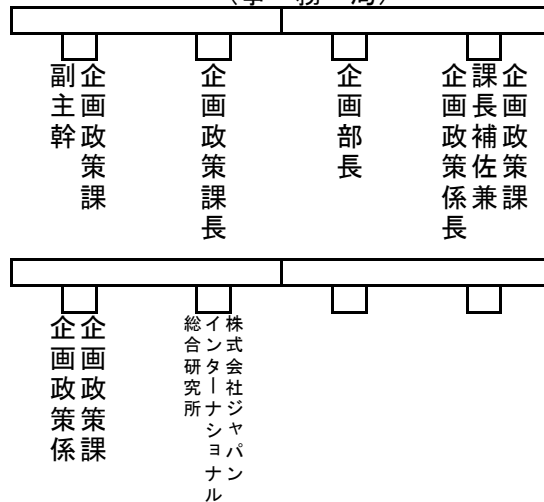 (事 務 局)
企画政策課
副主幹
企画政策課長
企画部長
企画政策課
課長補佐兼
企画政策係長
企画政策課
企画政策係
株式会社ジャパン
インターナショナル
総合研究所